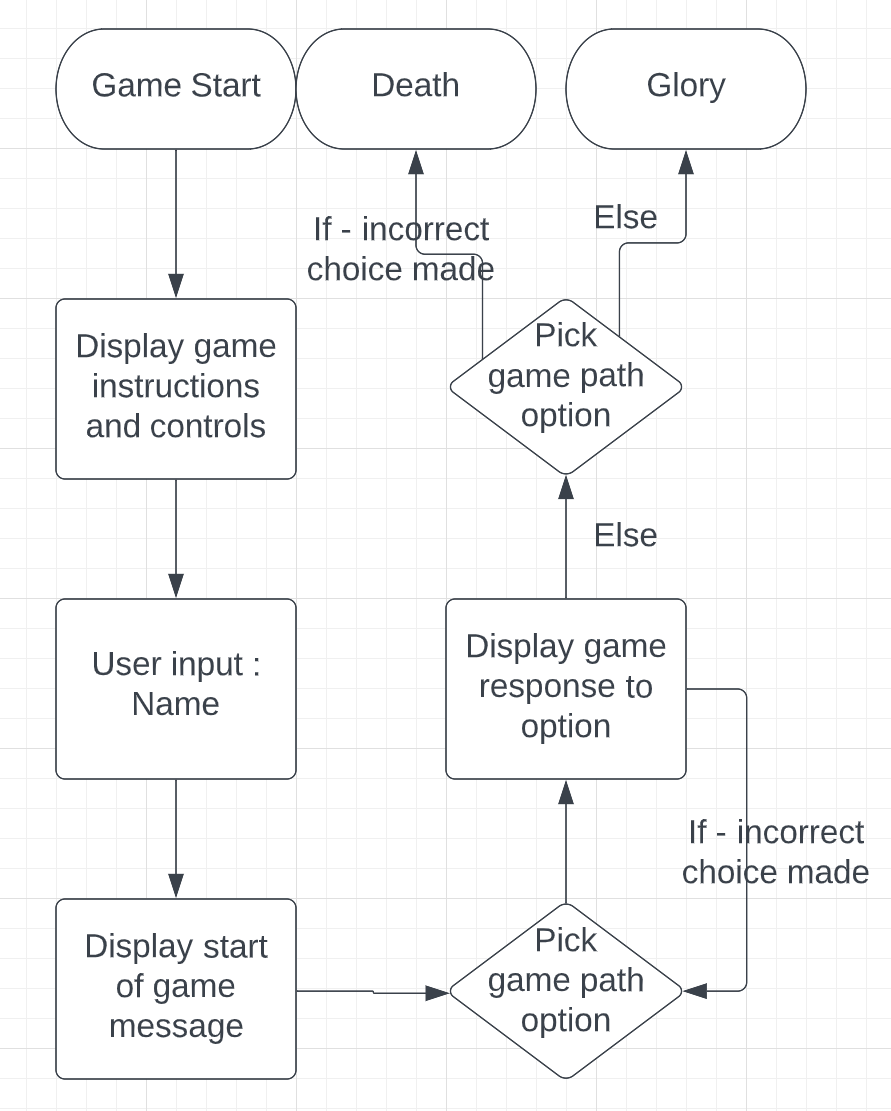 Game Start
Death
Glory
If - incorrect
choice made
Else
Display game
instructions
and controls
Pick
game path
option
Else
User input :
Name
Display game
response to
option
If - incorrect
choice made
Display start
of game
message
Pick
game path
option